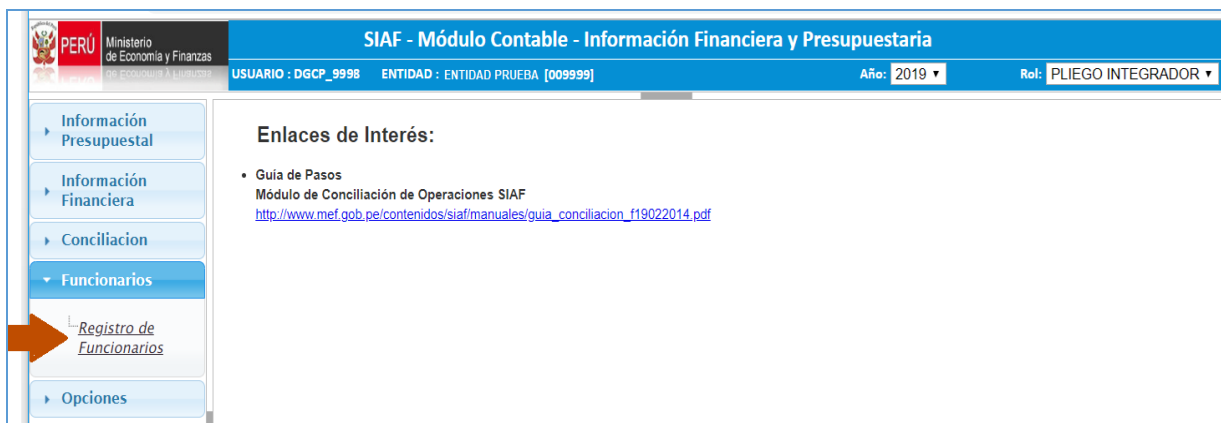 PERÚ
Ministerio
de Economía y Finanzas
SIAF - Módulo Contable - Información Financiera y Presupuestaria
USUARIO : DGCP_9998 ENTIDAD : ENTIDAD PRUEBA [009999] Año: 2019 Rol: PLIEGO INTEGRADOR
Información
Presupuestal
Información
Financiera
Conciliacion
Funcionarios
Registro de
Funcionarios
Opciones
Enlaces de Interés:
• Guía de Pasos
Módulo de Conciliación de Operaciones SIAF
http://www.mef.gob.pe/contenidos/siaf/manuales/guia_conciliacion_f19022014.pdf